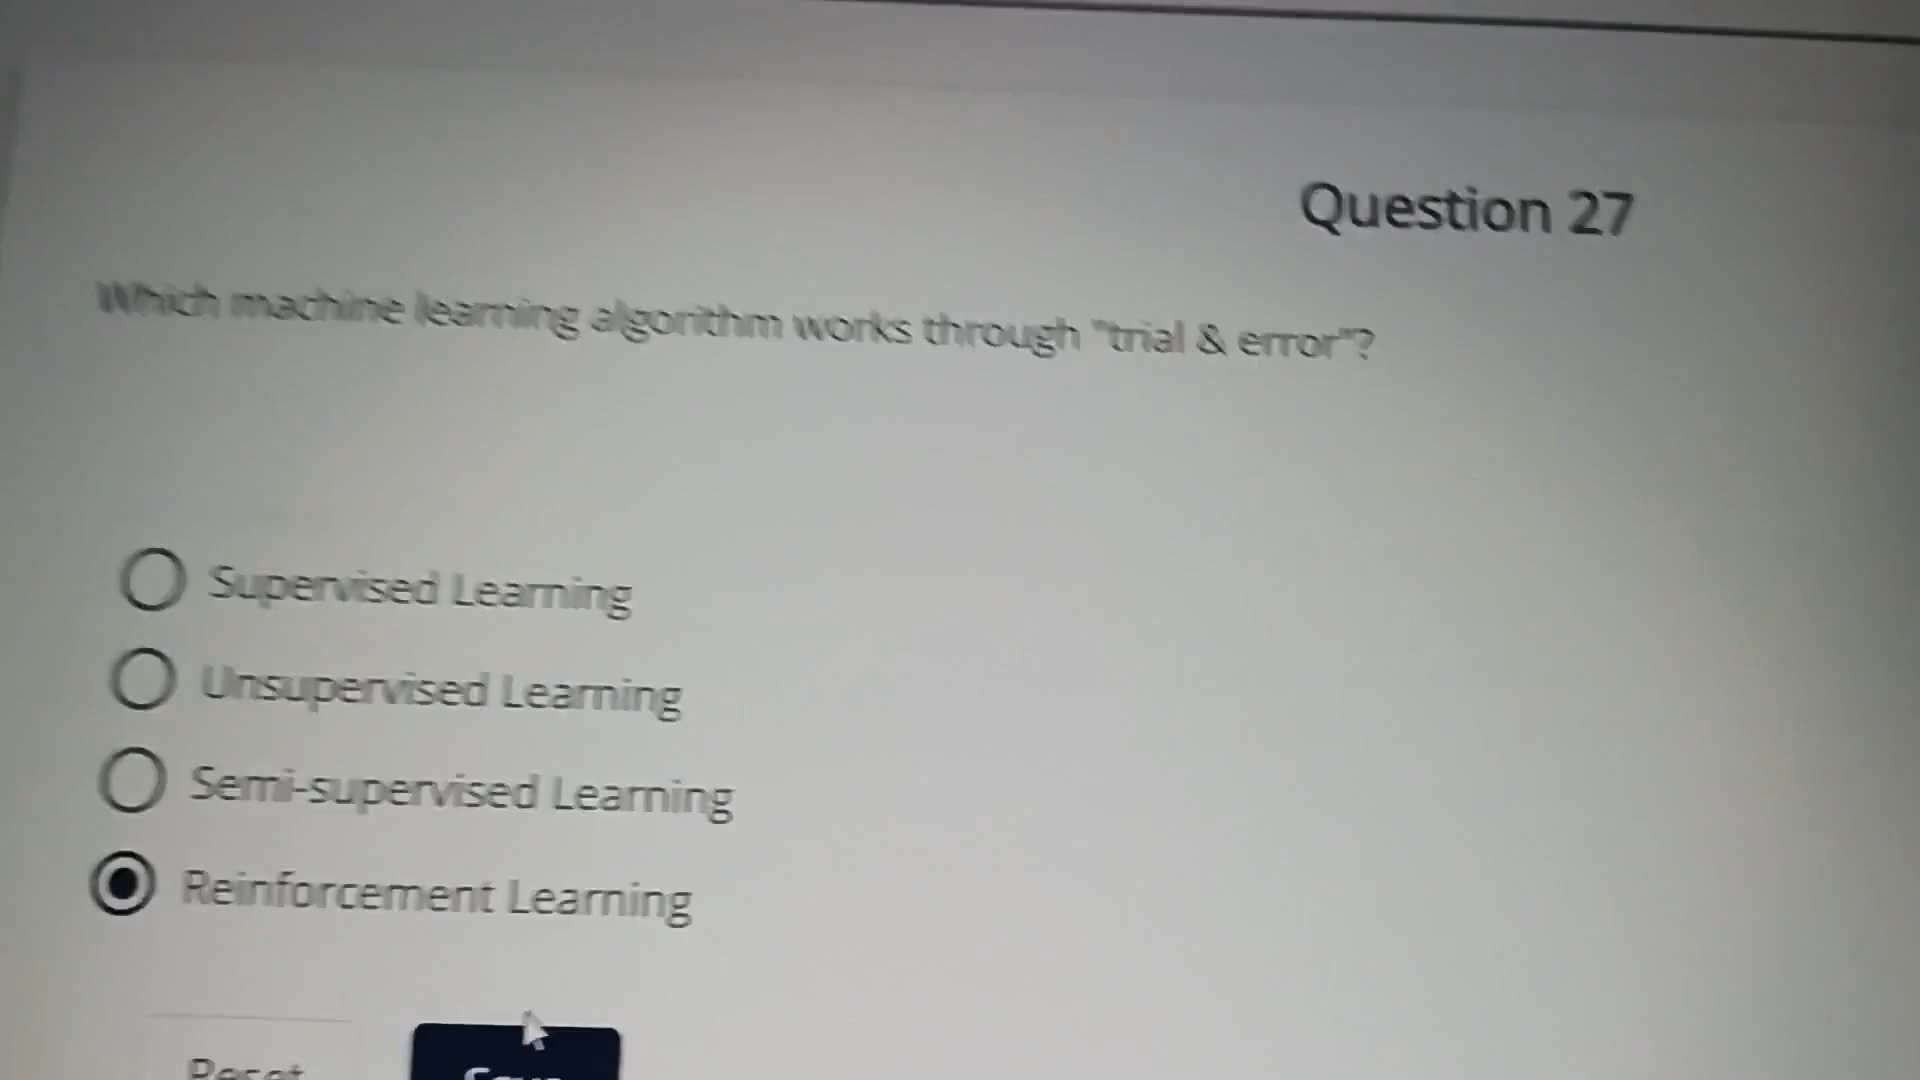 Question 27
Which machine learning algorithm works through "trial & error"?
Supervised Learning
Unsupervised Learning
Semi-supervised Learning
Reinforcement Learning
Reset